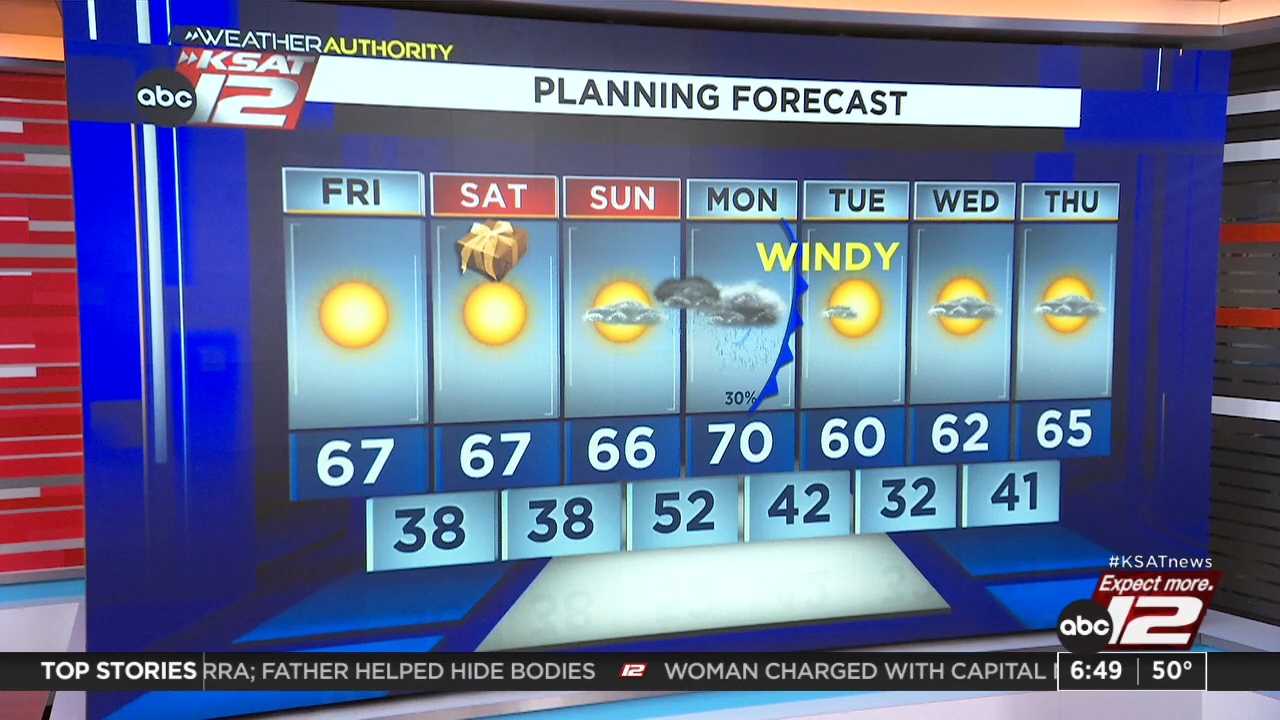 WEATHERAUTHORITY
KSAT
abc 12
PLANNING FORECAST
FRI SAT SUN MON TUE WED THU
WINDY
30%
67 67 66 70 60 62 65
38 38 52 42 32 41
#KSATnews
Expect more.
abc 12
TOP STORIES RRA; FATHER HELPED HIDE BODIES 12 WOMAN CHARGED WITH CAPITAL 6:49 50°